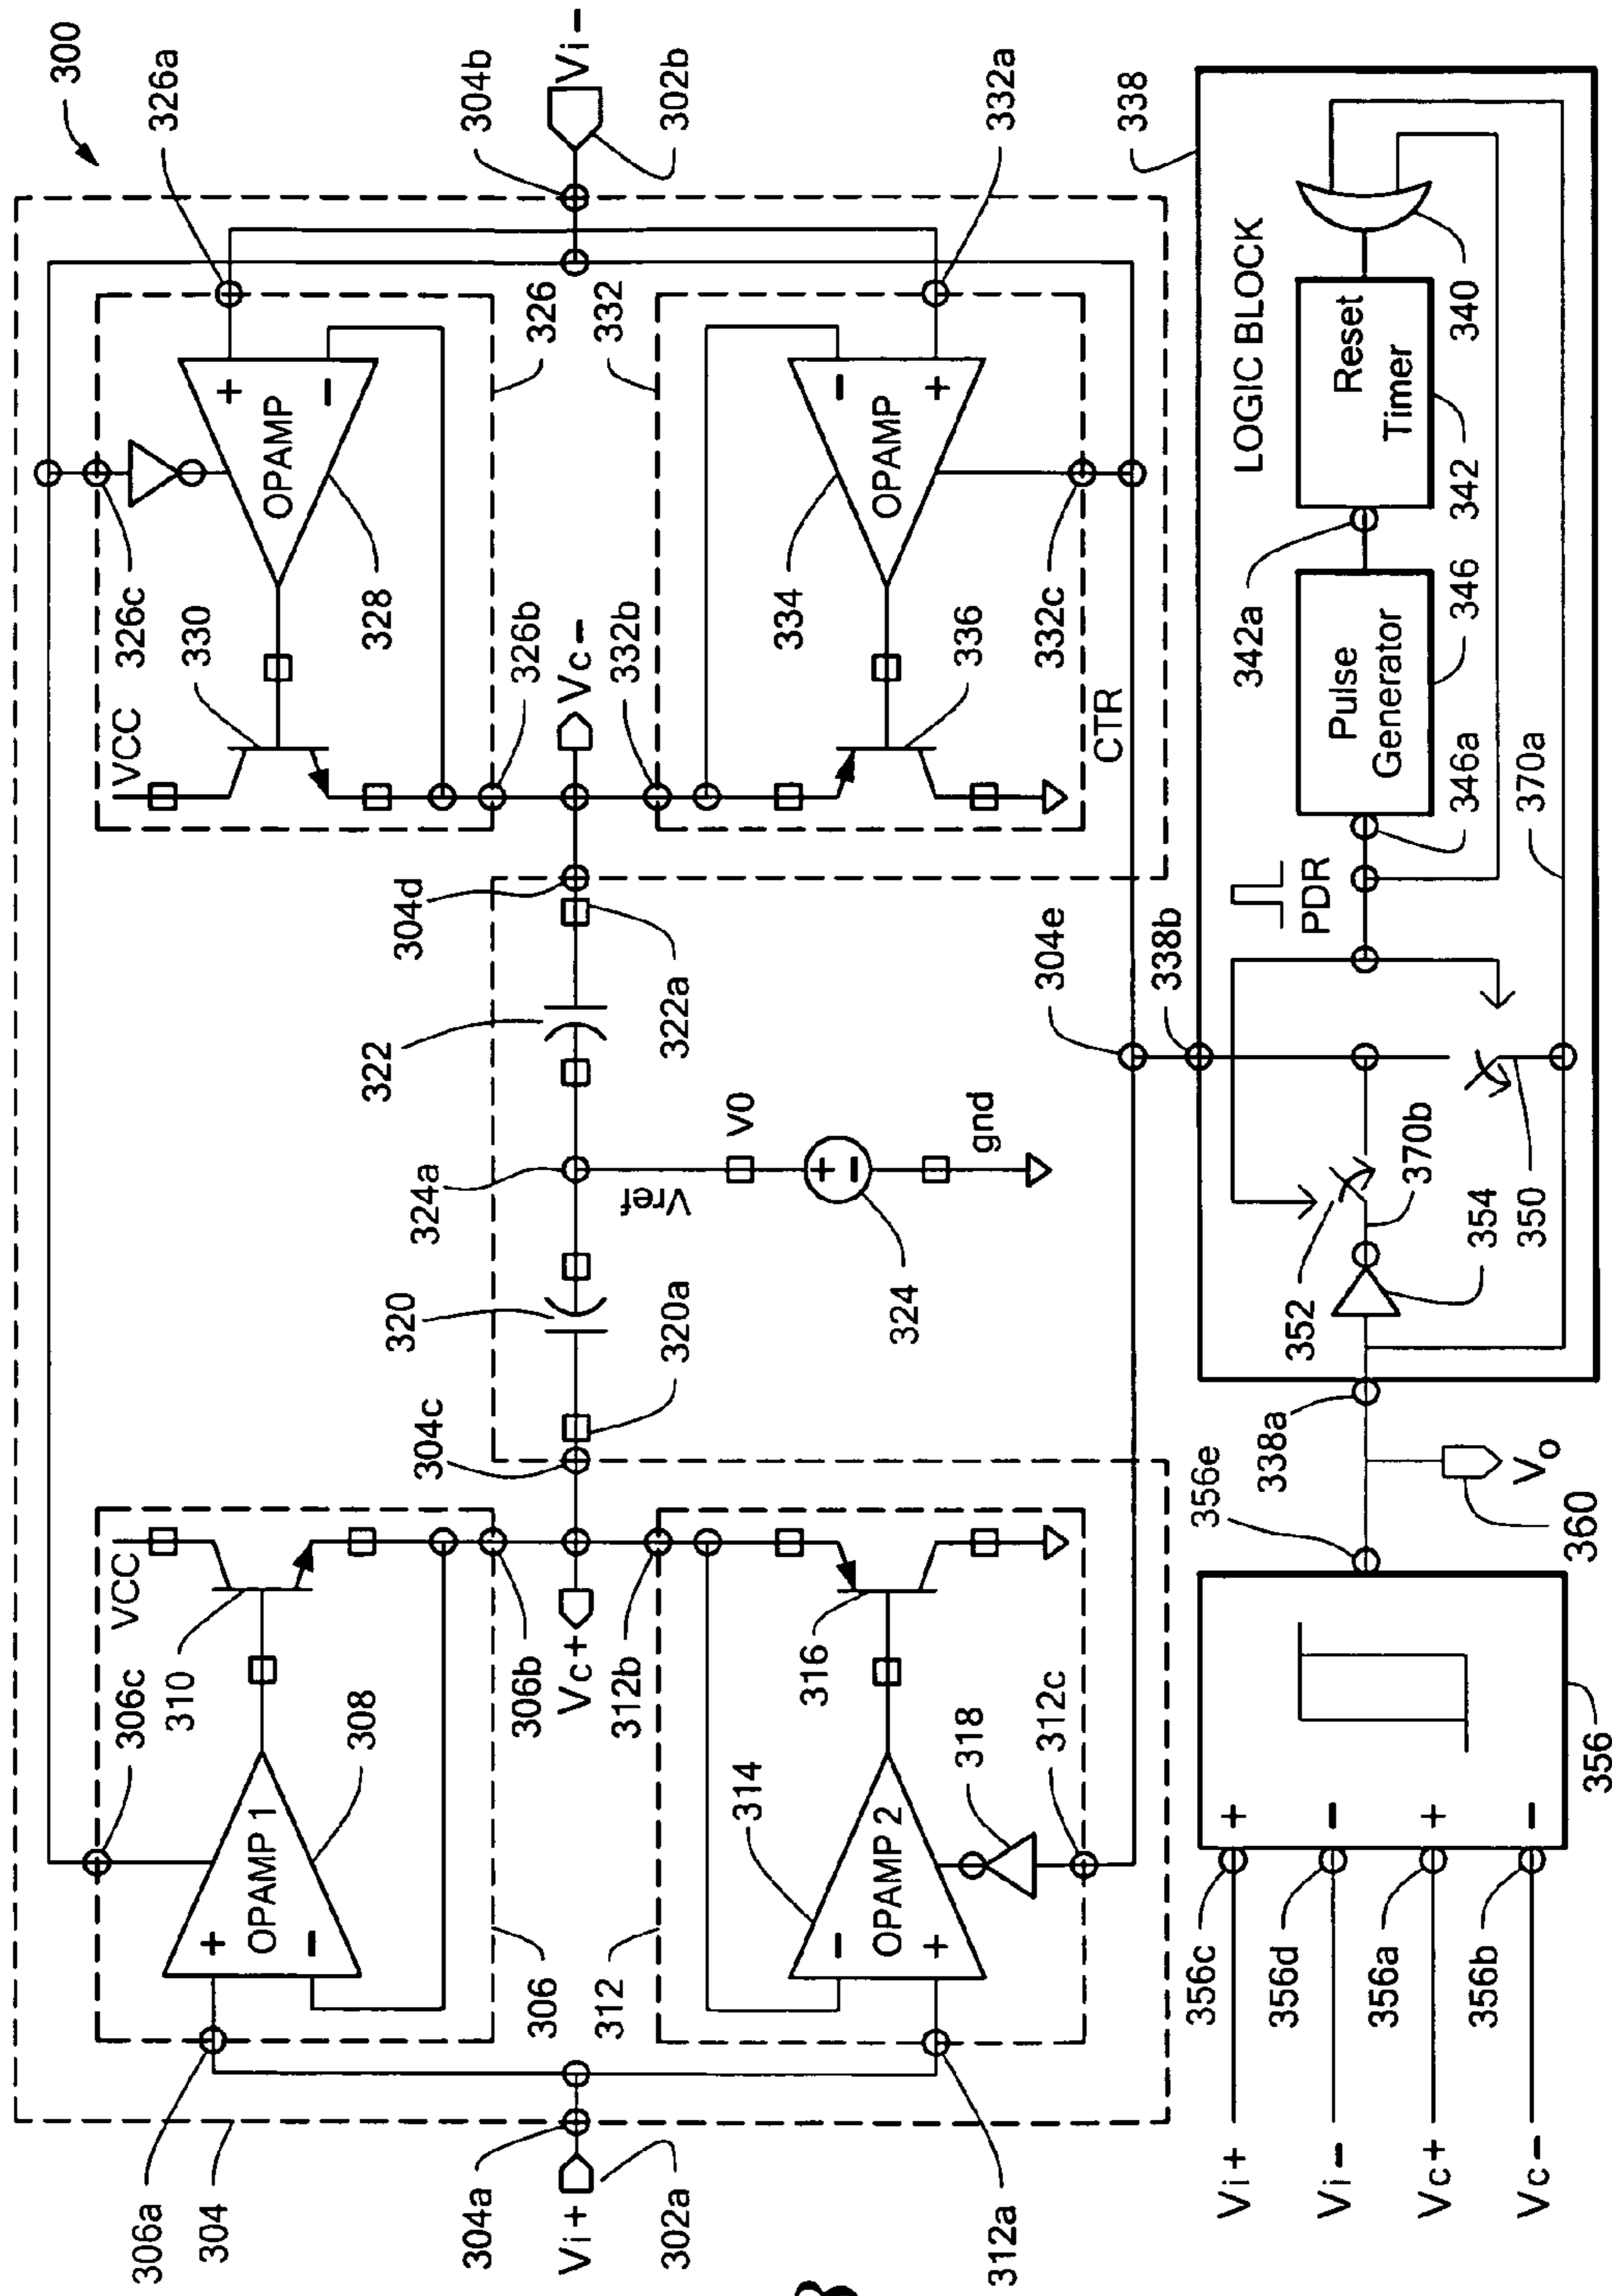 300
306a
304
304a
Vi+
302a
312a
306c
VCC
310
OPAMP 1
+
−
308
306
306b
Vc+
312b
312
314
OPAMP 2
−
+
316
318
312c
304c
320
320a
324a
Vref
V0
+
−
324
gnd
322
322a
304d
326c
VCC
330
OPAMP
+
−
328
326
326a
326b
Vc−
332b
332
334
OPAMP
−
+
336
332c
332a
CTR
304b
Vi−
302b
304e
338b
338
LOGIC BLOCK
Vi+
Vi−
Vc+
Vc−
356c
356d
356a
356b
+
−
+
−
356
356e
360
Vo
338a
352
354
370b
350
PDR
346a
Pulse
Generator
346
342a
Reset
Timer
342
340
370a
3